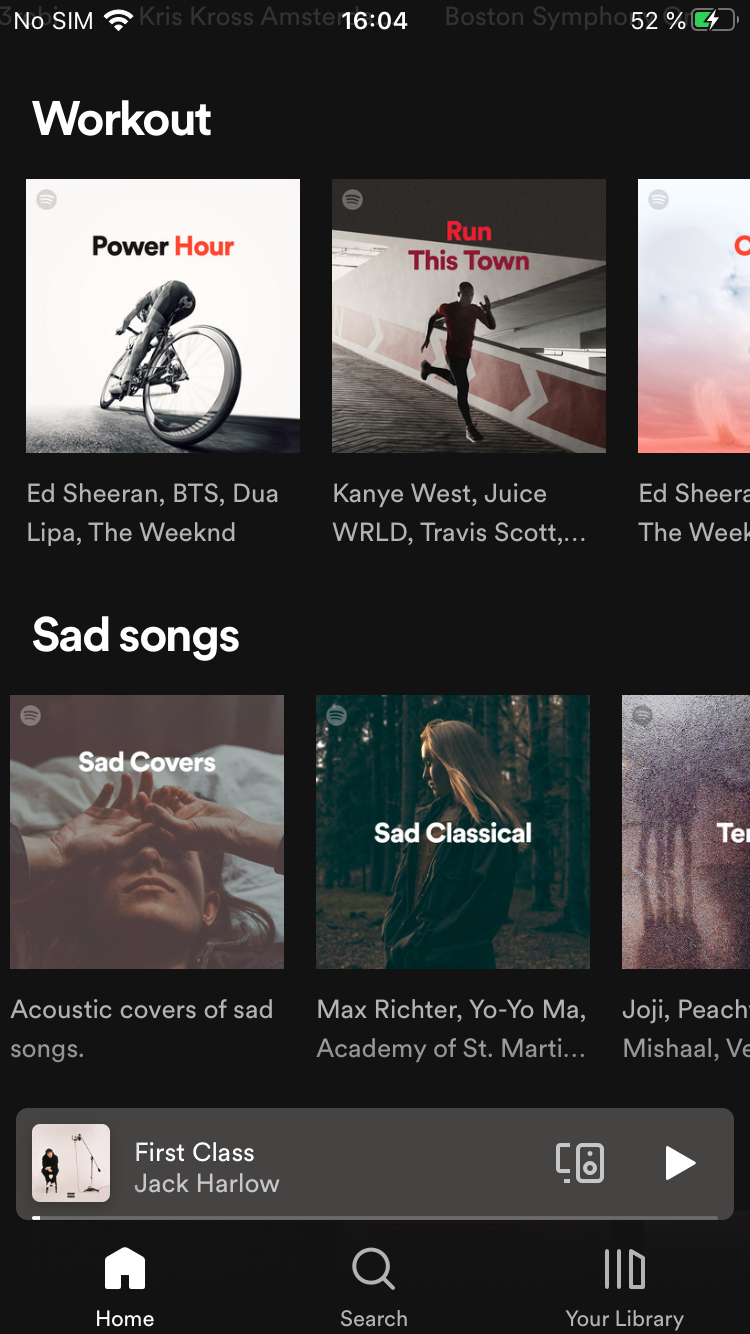 No SIM 16:04 52 %
Kris Kross Amsterd
Boston Sympho
Workout
Power Hour
Run
This Town
Ed Sheeran, BTS, Dua
Lipa, The Weeknd
Kanye West, Juice
WRLD, Travis Scott,...
Ed Sheera
The Week
Sad songs
Sad Covers
Sad Classical
Ter
Acoustic covers of sad
songs.
Max Richter, Yo-Yo Ma,
Academy of St. Marti...
Joji, Peach
Mishaal, Ve
First Class
Jack Harlow
Home
Search
Your Library